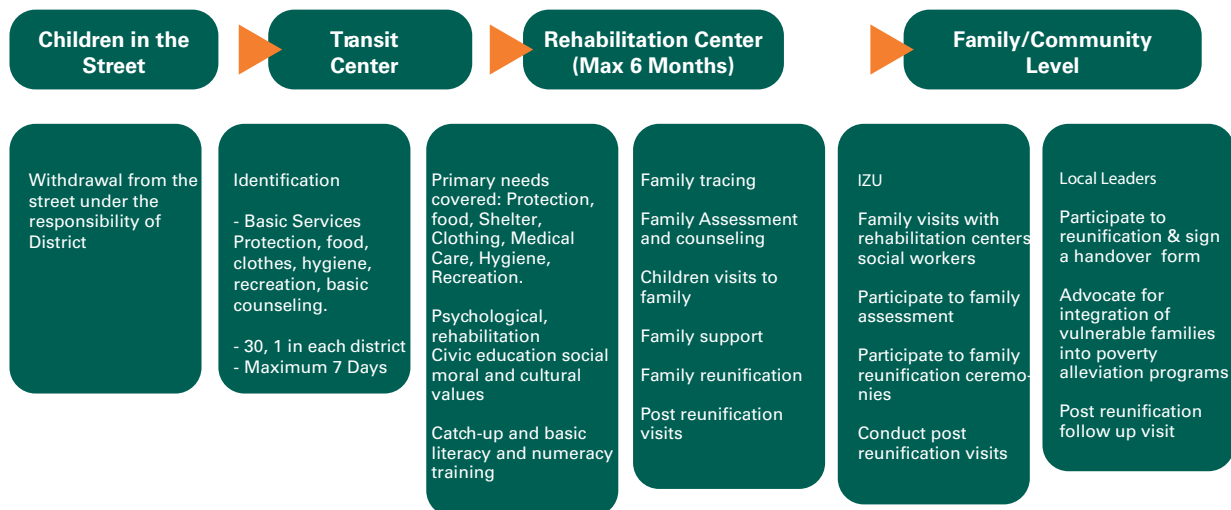 Children in the
Street
Transit
Center
Rehabilitation Center
(Max 6 Months)
Family/Community
Level
Withdrawal from the
street under the
responsibility of
District
Identification
- Basic Services
Protection, food,
clothes, hygiene,
recreation, basic
counseling.
- 30, 1 in each district
- Maximum 7 Days
Primary needs
covered: Protection,
food, Shelter,
Clothing, Medical
Care, Hygiene,
Recreation.
Psychological,
rehabilitation
Civic education social
moral and cultural
values
Catch-up and basic
literacy and numeracy
training
Family tracing
Family Assessment
and counseling
Children visits to
family
Family support
Family reunification
Post reunification
visits
IZU
Family visits with
rehabilitation centers
social workers
Participate to family
assessment
Participate to family
reunification ceremo-
nies
Conduct post
reunification visits
Local Leaders
Participate to
reunification & sign
a handover form
Advocate for
integration of
vulnerable families
into poverty
alleviation programs
Post reunification
follow up visit